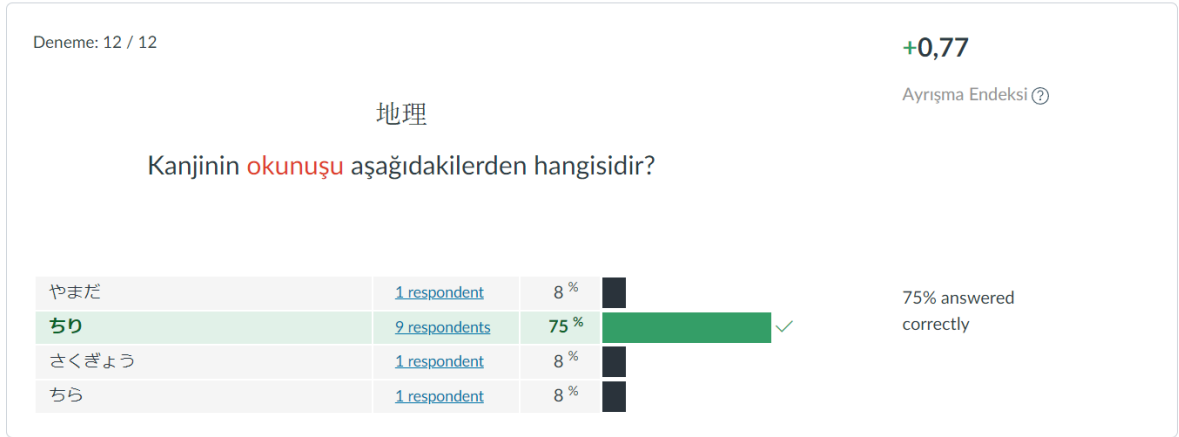 Deneme: 12 / 12
+0,77
Ayrışma Endeksi ?
地理
Kanjinin okunuşu aşağıdakilerden hangisidir?
やまだ 1 respondent 8 %
ちり 9 respondents 75 %
さくぎょう 1 respondent 8 %
ちら 1 respondent 8 %
75% answered
correctly